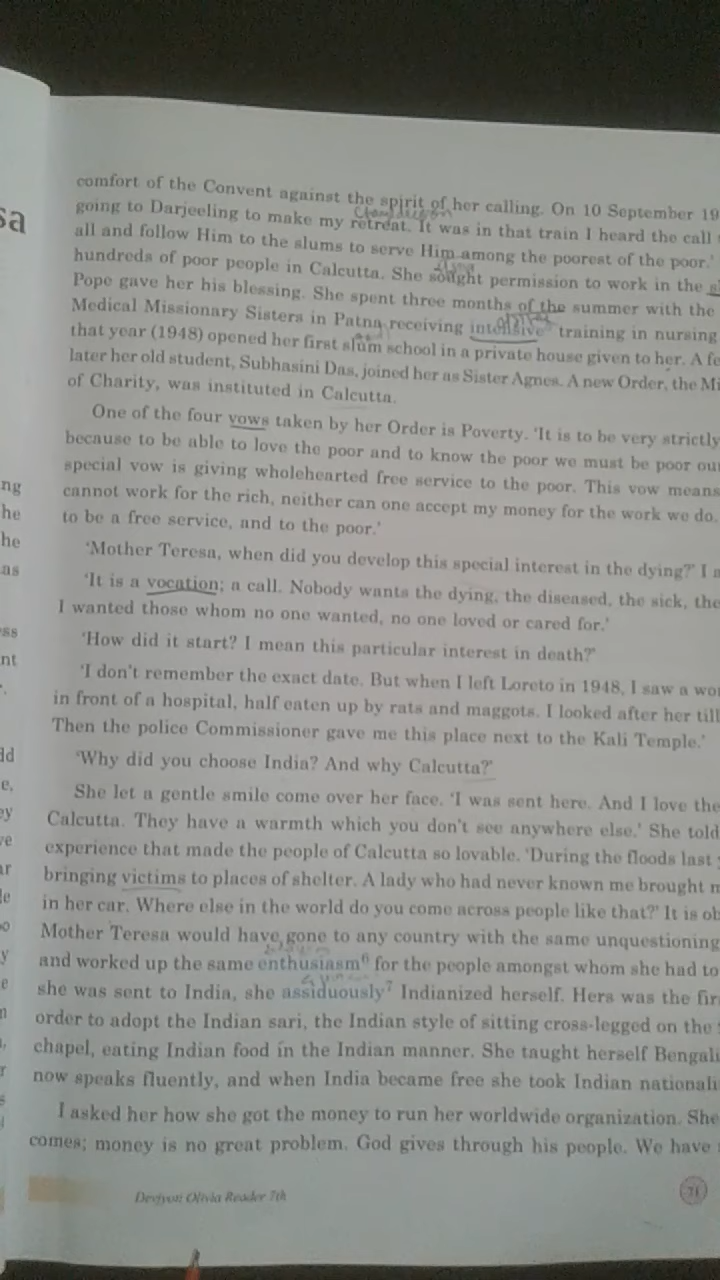 sa
ng
he
he
as
ss
nt
dd
e,
ey
ve
ar
le
y
e
comfort of the Convent against the spirit of her calling. On 10 September 19
going to Darjeeling to make my retreat. It was in that train I heard the call
all and follow Him to the slums to serve Him among the poorest of the poor.'
hundreds of poor people in Calcutta. She sought permission to work in the
Pope gave her his blessing. She spent three months of the summer with the
Medical Missionary Sisters in Patna receiving intensive training in nursing
that year (1948) opened her first slum school in a private house given to her. A fe
later her old student, Subhasini Das, joined her as Sister Agnes. A new Order, the Mi
of Charity, was instituted in Calcutta.
One of the four vows taken by her Order is Poverty. 'It is to be very strictly
because to be able to love the poor and to know the poor we must be poor ou
special vow is giving wholehearted free service to the poor. This vow means
cannot work for the rich, neither can one accept my money for the work we do.
to be a free service, and to the poor.'
'Mother Teresa, when did you develop this special interest in the dying?' I a
'It is a vocation; a call. Nobody wants the dying, the diseased, the sick, the
I wanted those whom no one wanted, no one loved or cared for.'
'How did it start? I mean this particular interest in death?'
'I don't remember the exact date. But when I left Loreto in 1948, I saw a wo
in front of a hospital, half eaten up by rats and maggots. I looked after her till
Then the police Commissioner gave me this place next to the Kali Temple.'
'Why did you choose India? And why Calcutta?'
She let a gentle smile come over her face. 'I was sent here. And I love the
Calcutta. They have a warmth which you don't see anywhere else.' She told
experience that made the people of Calcutta so lovable. 'During the floods last
bringing victims to places of shelter. A lady who had never known me brought m
in her car. Where else in the world do you come across people like that?' It is ob
Mother Teresa would have gone to any country with the same unquestioning
and worked up the same enthusiasm⁶ for the people amongst whom she had to
she was sent to India, she assiduously⁷ Indianized herself. Hers was the fir
order to adopt the Indian sari, the Indian style of sitting cross-legged on the
chapel, eating Indian food in the Indian manner. She taught herself Bengali
now speaks fluently, and when India became free she took Indian nationali
I asked her how she got the money to run her worldwide organization. She
comes; money is no great problem. God gives through his people. We have
Devjyoti Olivia Reader 7th
71